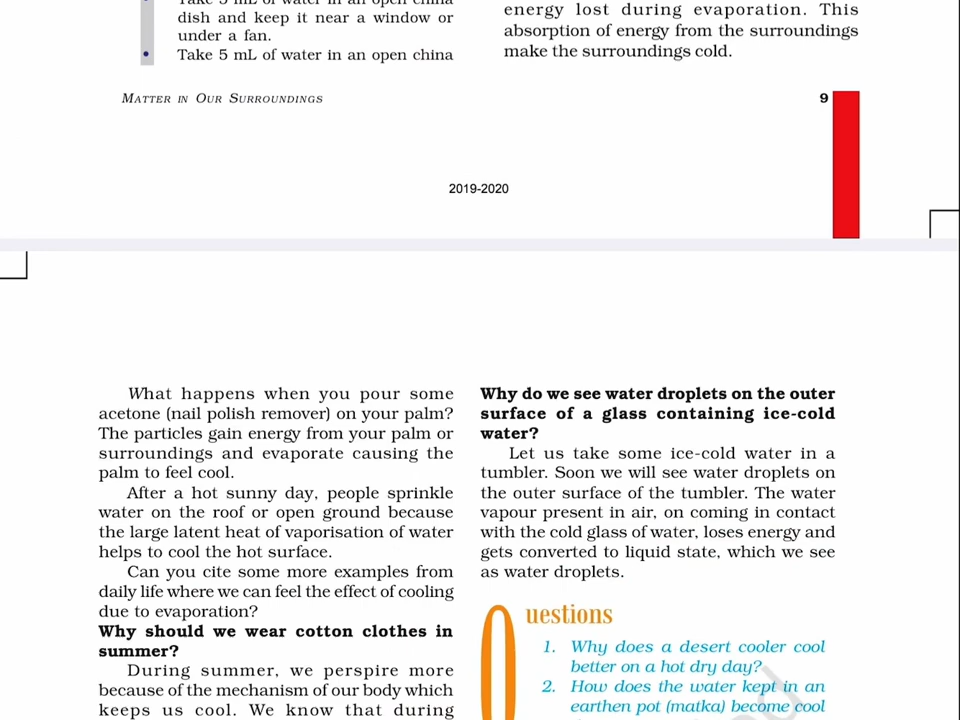 Take 5 mL of water in an open china
dish and keep it near a window or
under a fan.
• Take 5 mL of water in an open china
energy lost during evaporation. This
absorption of energy from the surroundings
make the surroundings cold.
MATTER IN OUR SURROUNDINGS
9
2019-2020
What happens when you pour some
acetone (nail polish remover) on your palm?
The particles gain energy from your palm or
surroundings and evaporate causing the
palm to feel cool.
After a hot sunny day, people sprinkle
water on the roof or open ground because
the large latent heat of vaporisation of water
helps to cool the hot surface.
Can you cite some more examples from
daily life where we can feel the effect of cooling
due to evaporation?
Why should we wear cotton clothes in
summer?
During summer, we perspire more
because of the mechanism of our body which
keeps us cool. We know that during
Why do we see water droplets on the outer
surface of a glass containing ice-cold
water?
Let us take some ice-cold water in a
tumbler. Soon we will see water droplets on
the outer surface of the tumbler. The water
vapour present in air, on coming in contact
with the cold glass of water, loses energy and
gets converted to liquid state, which we see
as water droplets.
Questions
1. Why does a desert cooler cool
better on a hot dry day?
2. How does the water kept in an
earthen pot (matka) become cool